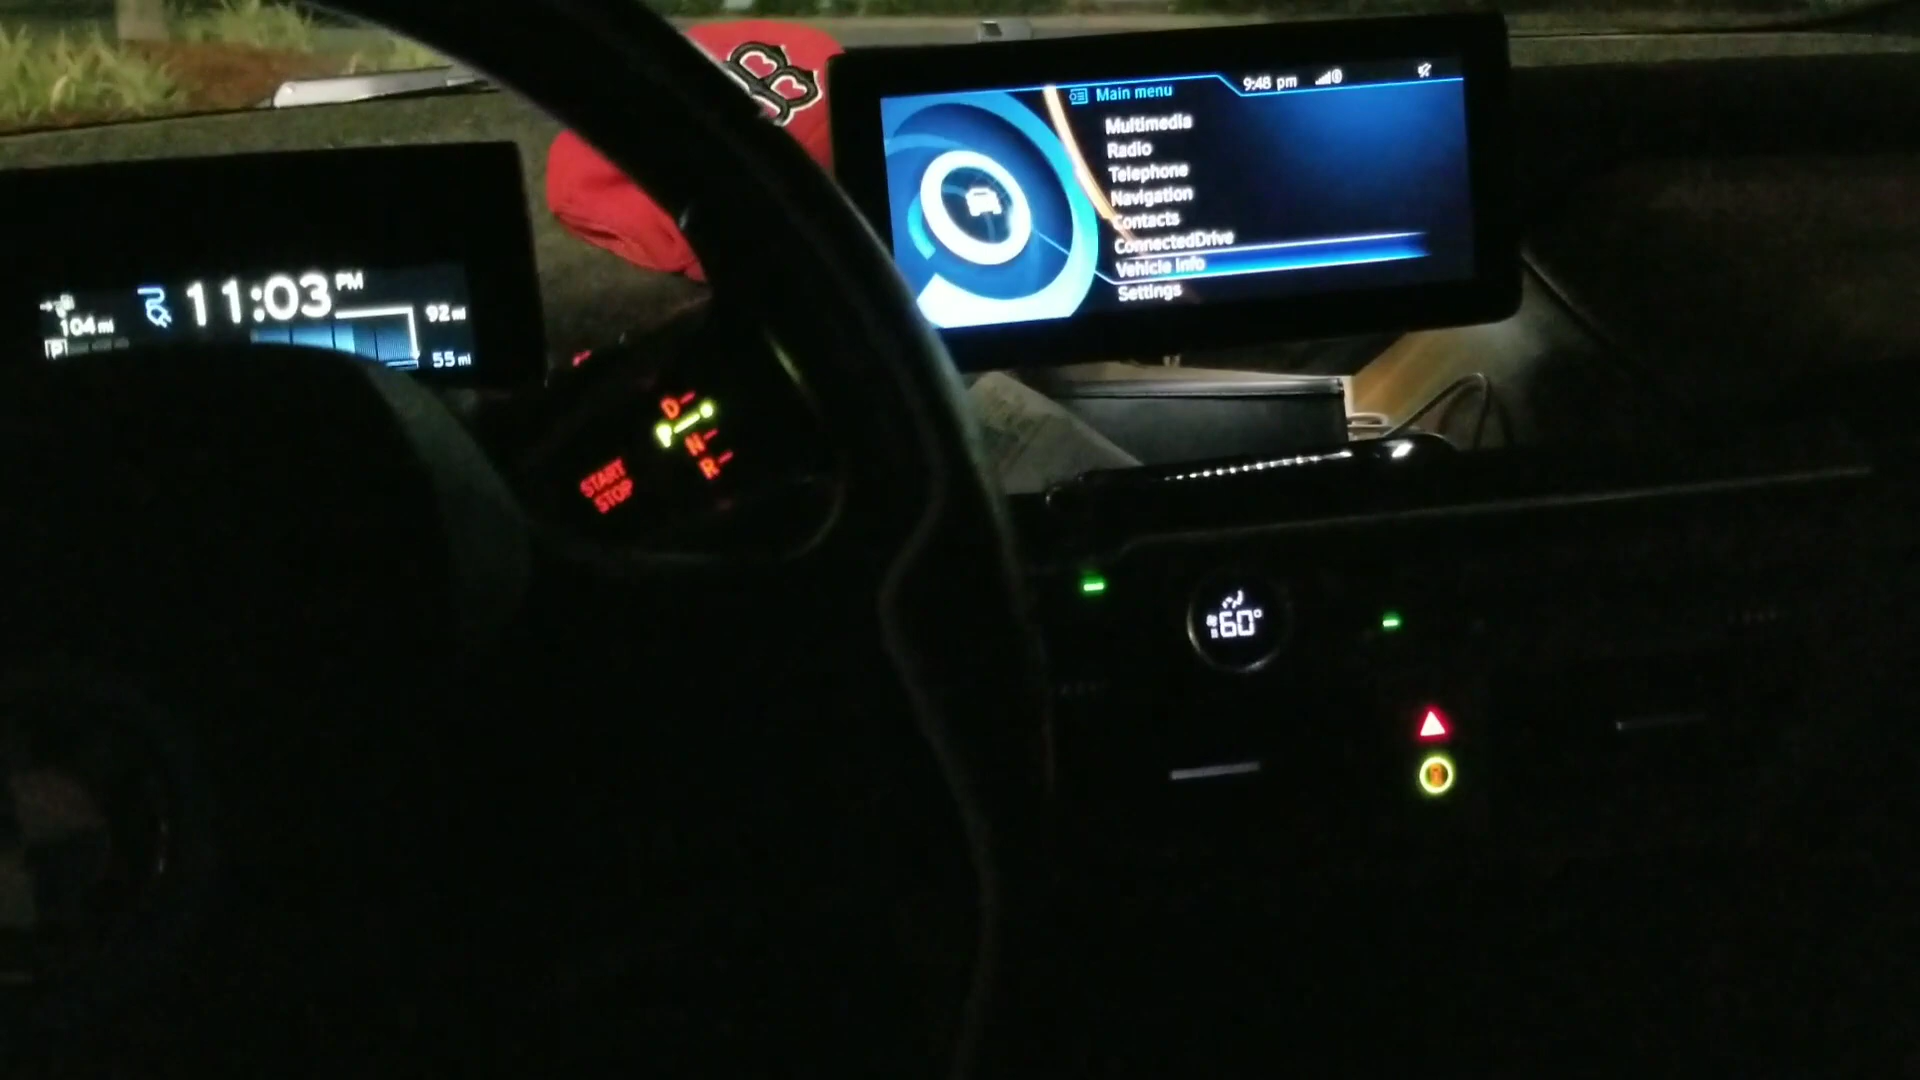 B
9:48 pm
Main menu
Multimedia
Radio
Telephone
Navigation
Contacts
ConnectedDrive
Vehicle info
Settings
11:03 PM
104 mi
92 mi
P
55 mi
D
P
N
R
START
STOP
60°